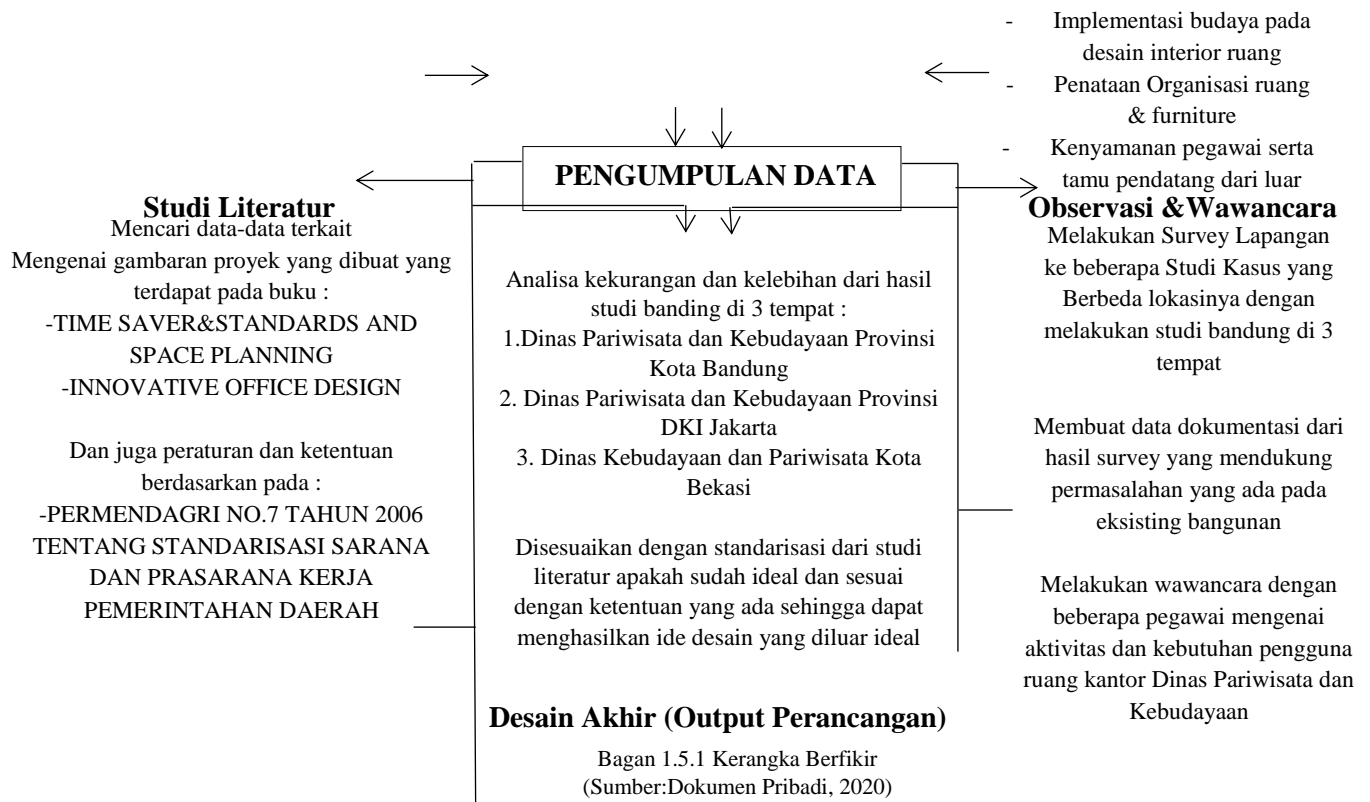 - Implementasi budaya pada
desain interior ruang
- Penataan Organisasi ruang
& furniture
- Kenyamanan pegawai serta
tamu pendatang dari luar
PENGUMPULAN DATA
Studi Literatur
Mencari data-data terkait
Mengenai gambaran proyek yang dibuat yang
terdapat pada buku :
-TIME SAVER&STANDARDS AND
SPACE PLANNING
-INNOVATIVE OFFICE DESIGN
Dan juga peraturan dan ketentuan
berdasarkan pada :
-PERMENDAGRI NO.7 TAHUN 2006
TENTANG STANDARISASI SARANA
DAN PRASARANA KERJA
PEMERINTAHAN DAERAH
Analisa kekurangan dan kelebihan dari hasil
studi banding di 3 tempat :
1.Dinas Pariwisata dan Kebudayaan Provinsi
Kota Bandung
2. Dinas Pariwisata dan Kebudayaan Provinsi
DKI Jakarta
3. Dinas Kebudayaan dan Pariwisata Kota
Bekasi
Disesuaikan dengan standarisasi dari studi
literatur apakah sudah ideal dan sesuai
dengan ketentuan yang ada sehingga dapat
menghasilkan ide desain yang diluar ideal
Observasi &Wawancara
Melakukan Survey Lapangan
ke beberapa Studi Kasus yang
Berbeda lokasinya dengan
melakukan studi bandung di 3
tempat
Membuat data dokumentasi dari
hasil survey yang mendukung
permasalahan yang ada pada
eksisting bangunan
Melakukan wawancara dengan
beberapa pegawai mengenai
aktivitas dan kebutuhan pengguna
ruang kantor Dinas Pariwisata dan
Kebudayaan
Desain Akhir (Output Perancangan)
Bagan 1.5.1 Kerangka Berfikir
(Sumber:Dokumen Pribadi, 2020)